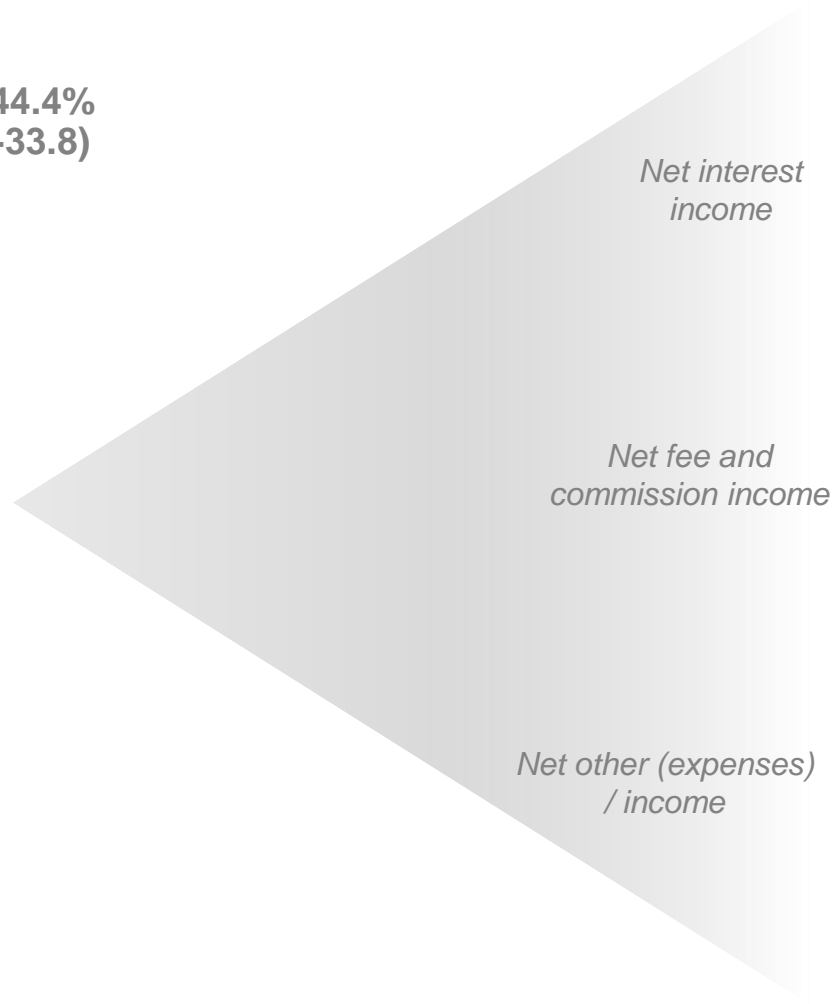 44.4%
-33.8)
Net interest
income
Net fee and
commission income
Net other (expenses)
/ income